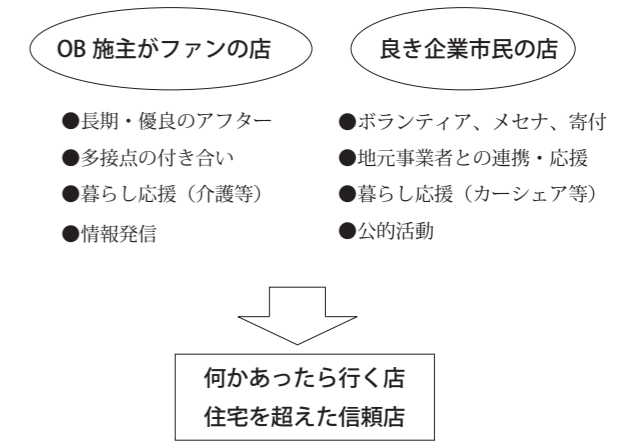 OB 施主がファンの店
●長期・優良のアフター
●多接点の付き合い
●暮らし応援（介護等）
●情報発信
良き企業市民の店
●ボランティア、メセナ、寄付
●地元事業者との連携・応援
●暮らし応援（カーシェア等）
●公的活動
何かあったら行く店
住宅を超えた信頼店